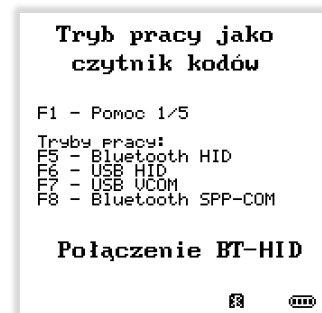 Tryb pracy jako
czytnik kodów
F1 - Pomoc 1/5
Tryby pracy:
F5 - Bluetooth HID
F6 - USB HID
F7 - USB VCOM
F8 - Bluetooth SPP-COM
Połączenie BT-HID